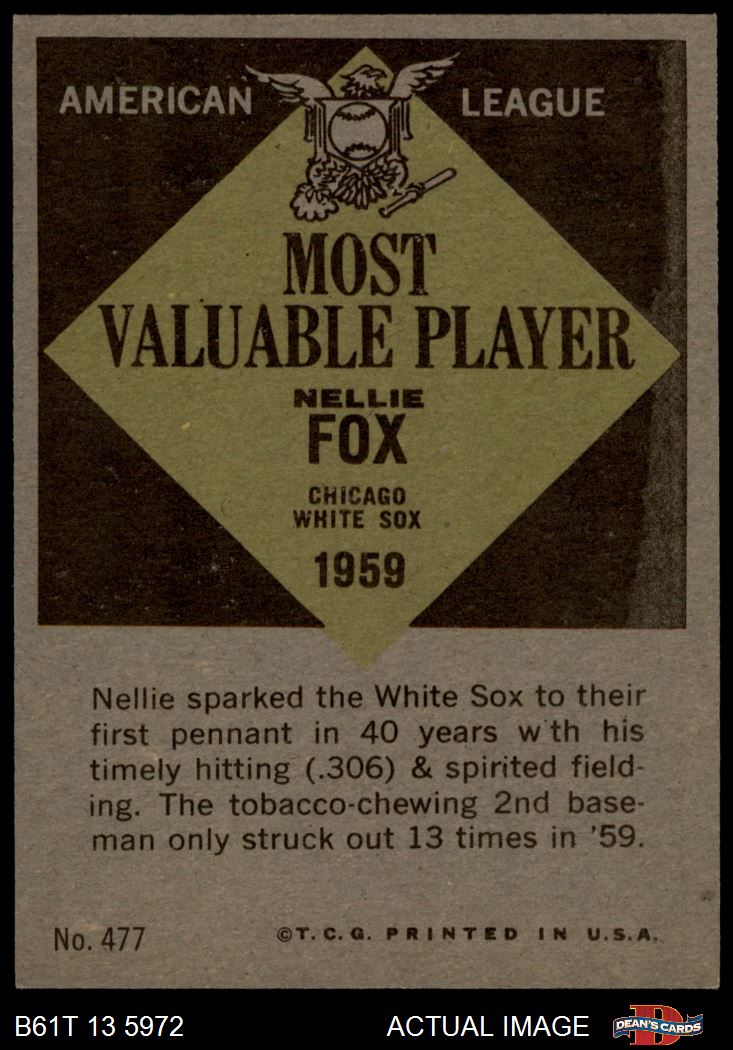 AMERICAN LEAGUE
MOST
VALUABLE PLAYER
NELLIE
FOX
CHICAGO
WHITE SOX
1959
Nellie sparked the White Sox to their
first pennant in 40 years w th his
timely hitting (.306) & spirited field-
ing. The tobacco-chewing 2nd base-
man only struck out 13 times in '59.
No. 477 ©T.C.G. PRINTED IN U.S.A.
B61T 13 5972 ACTUAL IMAGE DEAN'S CARDS